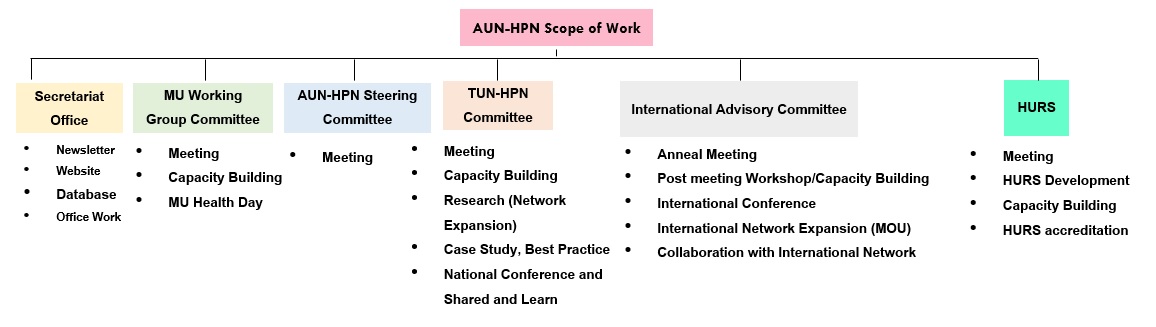 AUN-HPN Scope of Work
Secretariat
Office
Newsletter
Website
Database
Office Work
MU Working
Group Committee
Meeting
Capacity Building
MU Health Day
AUN-HPN Steering
Committee
Meeting
TUN-HPN
Committee
Meeting
Capacity Building
Research (Network
Expansion)
Case Study, Best Practice
National Conference and
Shared and Learn
International Advisory Committee
Anneal Meeting
Post meeting Workshop/Capacity Building
International Conference
International Network Expansion (MOU)
Collaboration with International Network
HURS
Meeting
HURS Development
Capacity Building
HURS accreditation